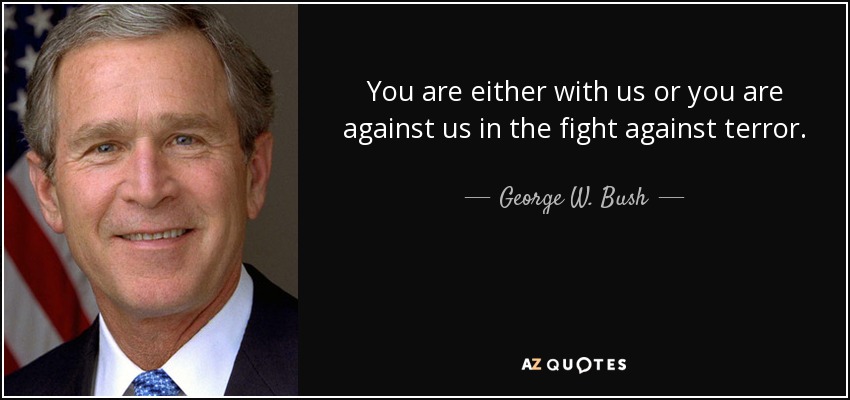 You are either with us or you are
against us in the fight against terror.
George W. Bush
AZ QUOTES